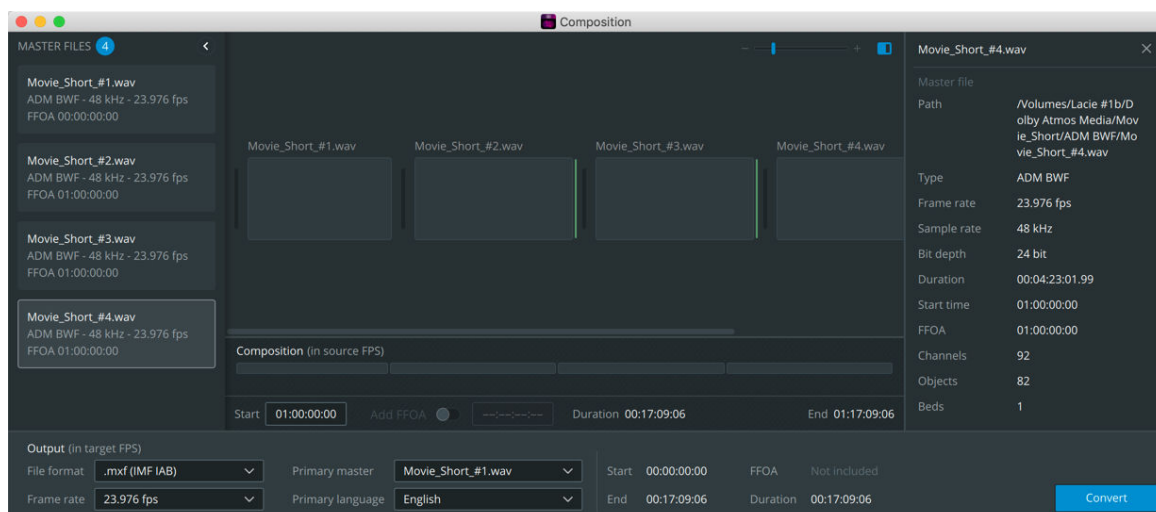 Composition
MASTER FILES 4
Movie_Short_#1.wav
ADM BWF - 48 kHz - 23.976 fps
FFOA 00:00:00:00
Movie_Short_#2.wav
ADM BWF - 48 kHz - 23.976 fps
FFOA 01:00:00:00
Movie_Short_#3.wav
ADM BWF - 48 kHz - 23.976 fps
FFOA 01:00:00:00
Movie_Short_#4.wav
ADM BWF - 48 kHz - 23.976 fps
FFOA 01:00:00:00
Movie_Short_#1.wav Movie_Short_#2.wav Movie_Short_#3.wav Movie_Short_#4.wav
Composition (in source FPS)
Start 01:00:00:00 Add FFOA --:--:--:-- Duration 00:17:09:06 End 01:17:09:06
Movie_Short_#4.wav
Master file
Path /Volumes/Lacie #1b/D
olby Atmos Media/Mov
ie_Short/ADM BWF/Mo
vie_Short_#4.wav
Type ADM BWF
Frame rate 23.976 fps
Sample rate 48 kHz
Bit depth 24 bit
Duration 00:04:23:01.99
Start time 01:00:00:00
FFOA 01:00:00:00
Channels 92
Objects 82
Beds 1
Output (in target FPS)
File format .mxf (IMF IAB) Primary master Movie_Short_#1.wav Start 00:00:00:00 FFOA Not included
Frame rate 23.976 fps Primary language English End 00:17:09:06 Duration 00:17:09:06
Convert